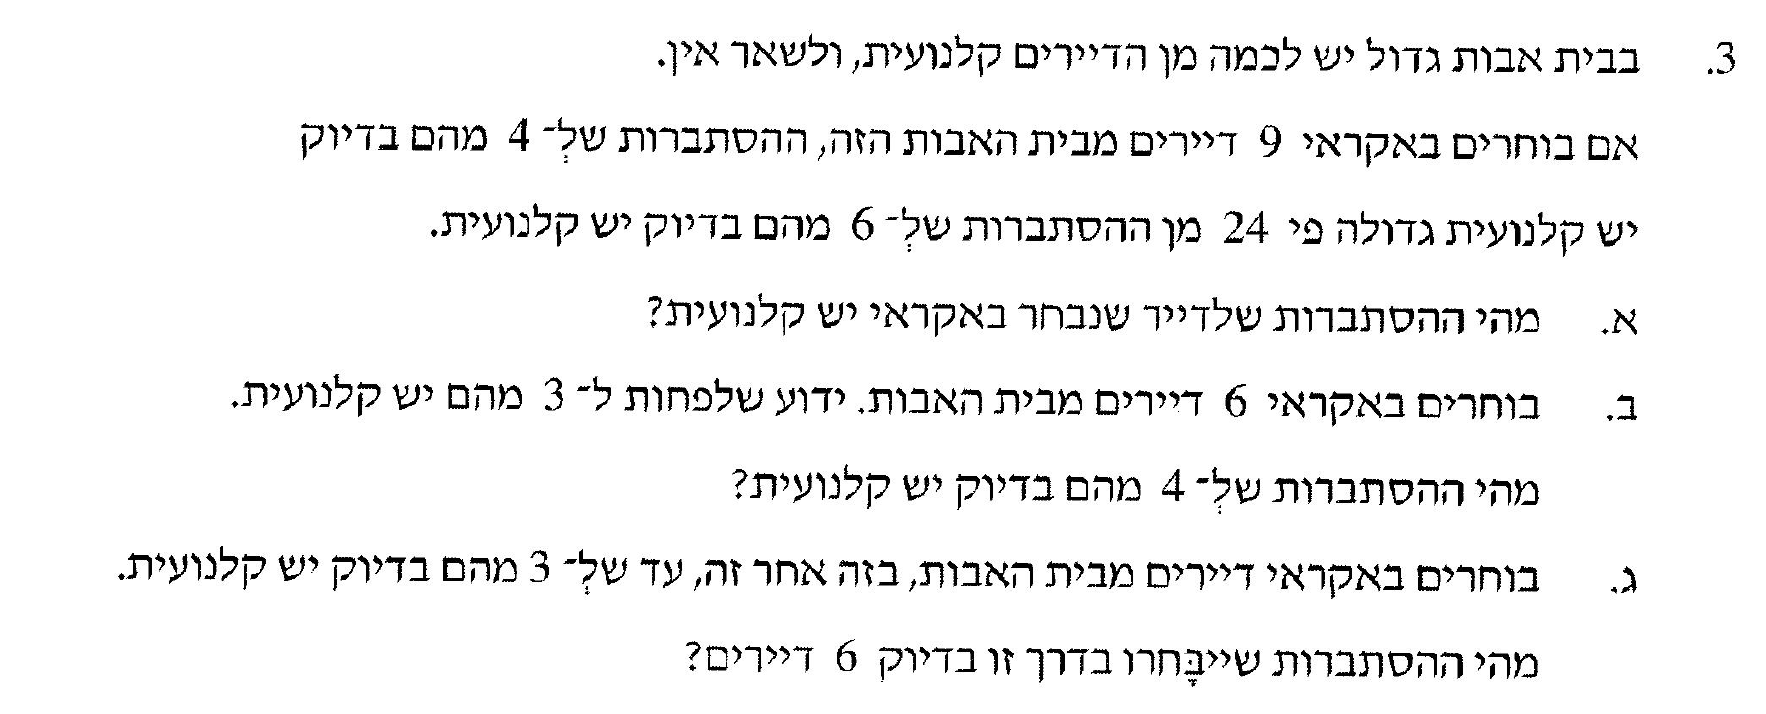 3. בבית אבות גדול יש לכמה מן הדיירים קלנועית, ולשאר אין.
אם בוחרים באקראי 9 דיירים מבית האבות הזה, ההסתברות שלְ־ 4 מהם בדיוק
יש קלנועית גדולה פי 24 מן ההסתברות שלְ־ 6 מהם בדיוק יש קלנועית.
א. מהי ההסתברות שלדייר שנבחר באקראי יש קלנועית?
ב. בוחרים באקראי 6 דיירים מבית האבות. ידוע שלפחות ל־ 3 מהם יש קלנועית.
מהי ההסתברות שלְ־ 4 מהם בדיוק יש קלנועית?
ג. בוחרים באקראי דיירים מבית האבות, בזה אחר זה, עד שלְ־ 3 מהם בדיוק יש קלנועית.
מהי ההסתברות שייבָּחרו בדרך זו בדיוק 6 דיירים?